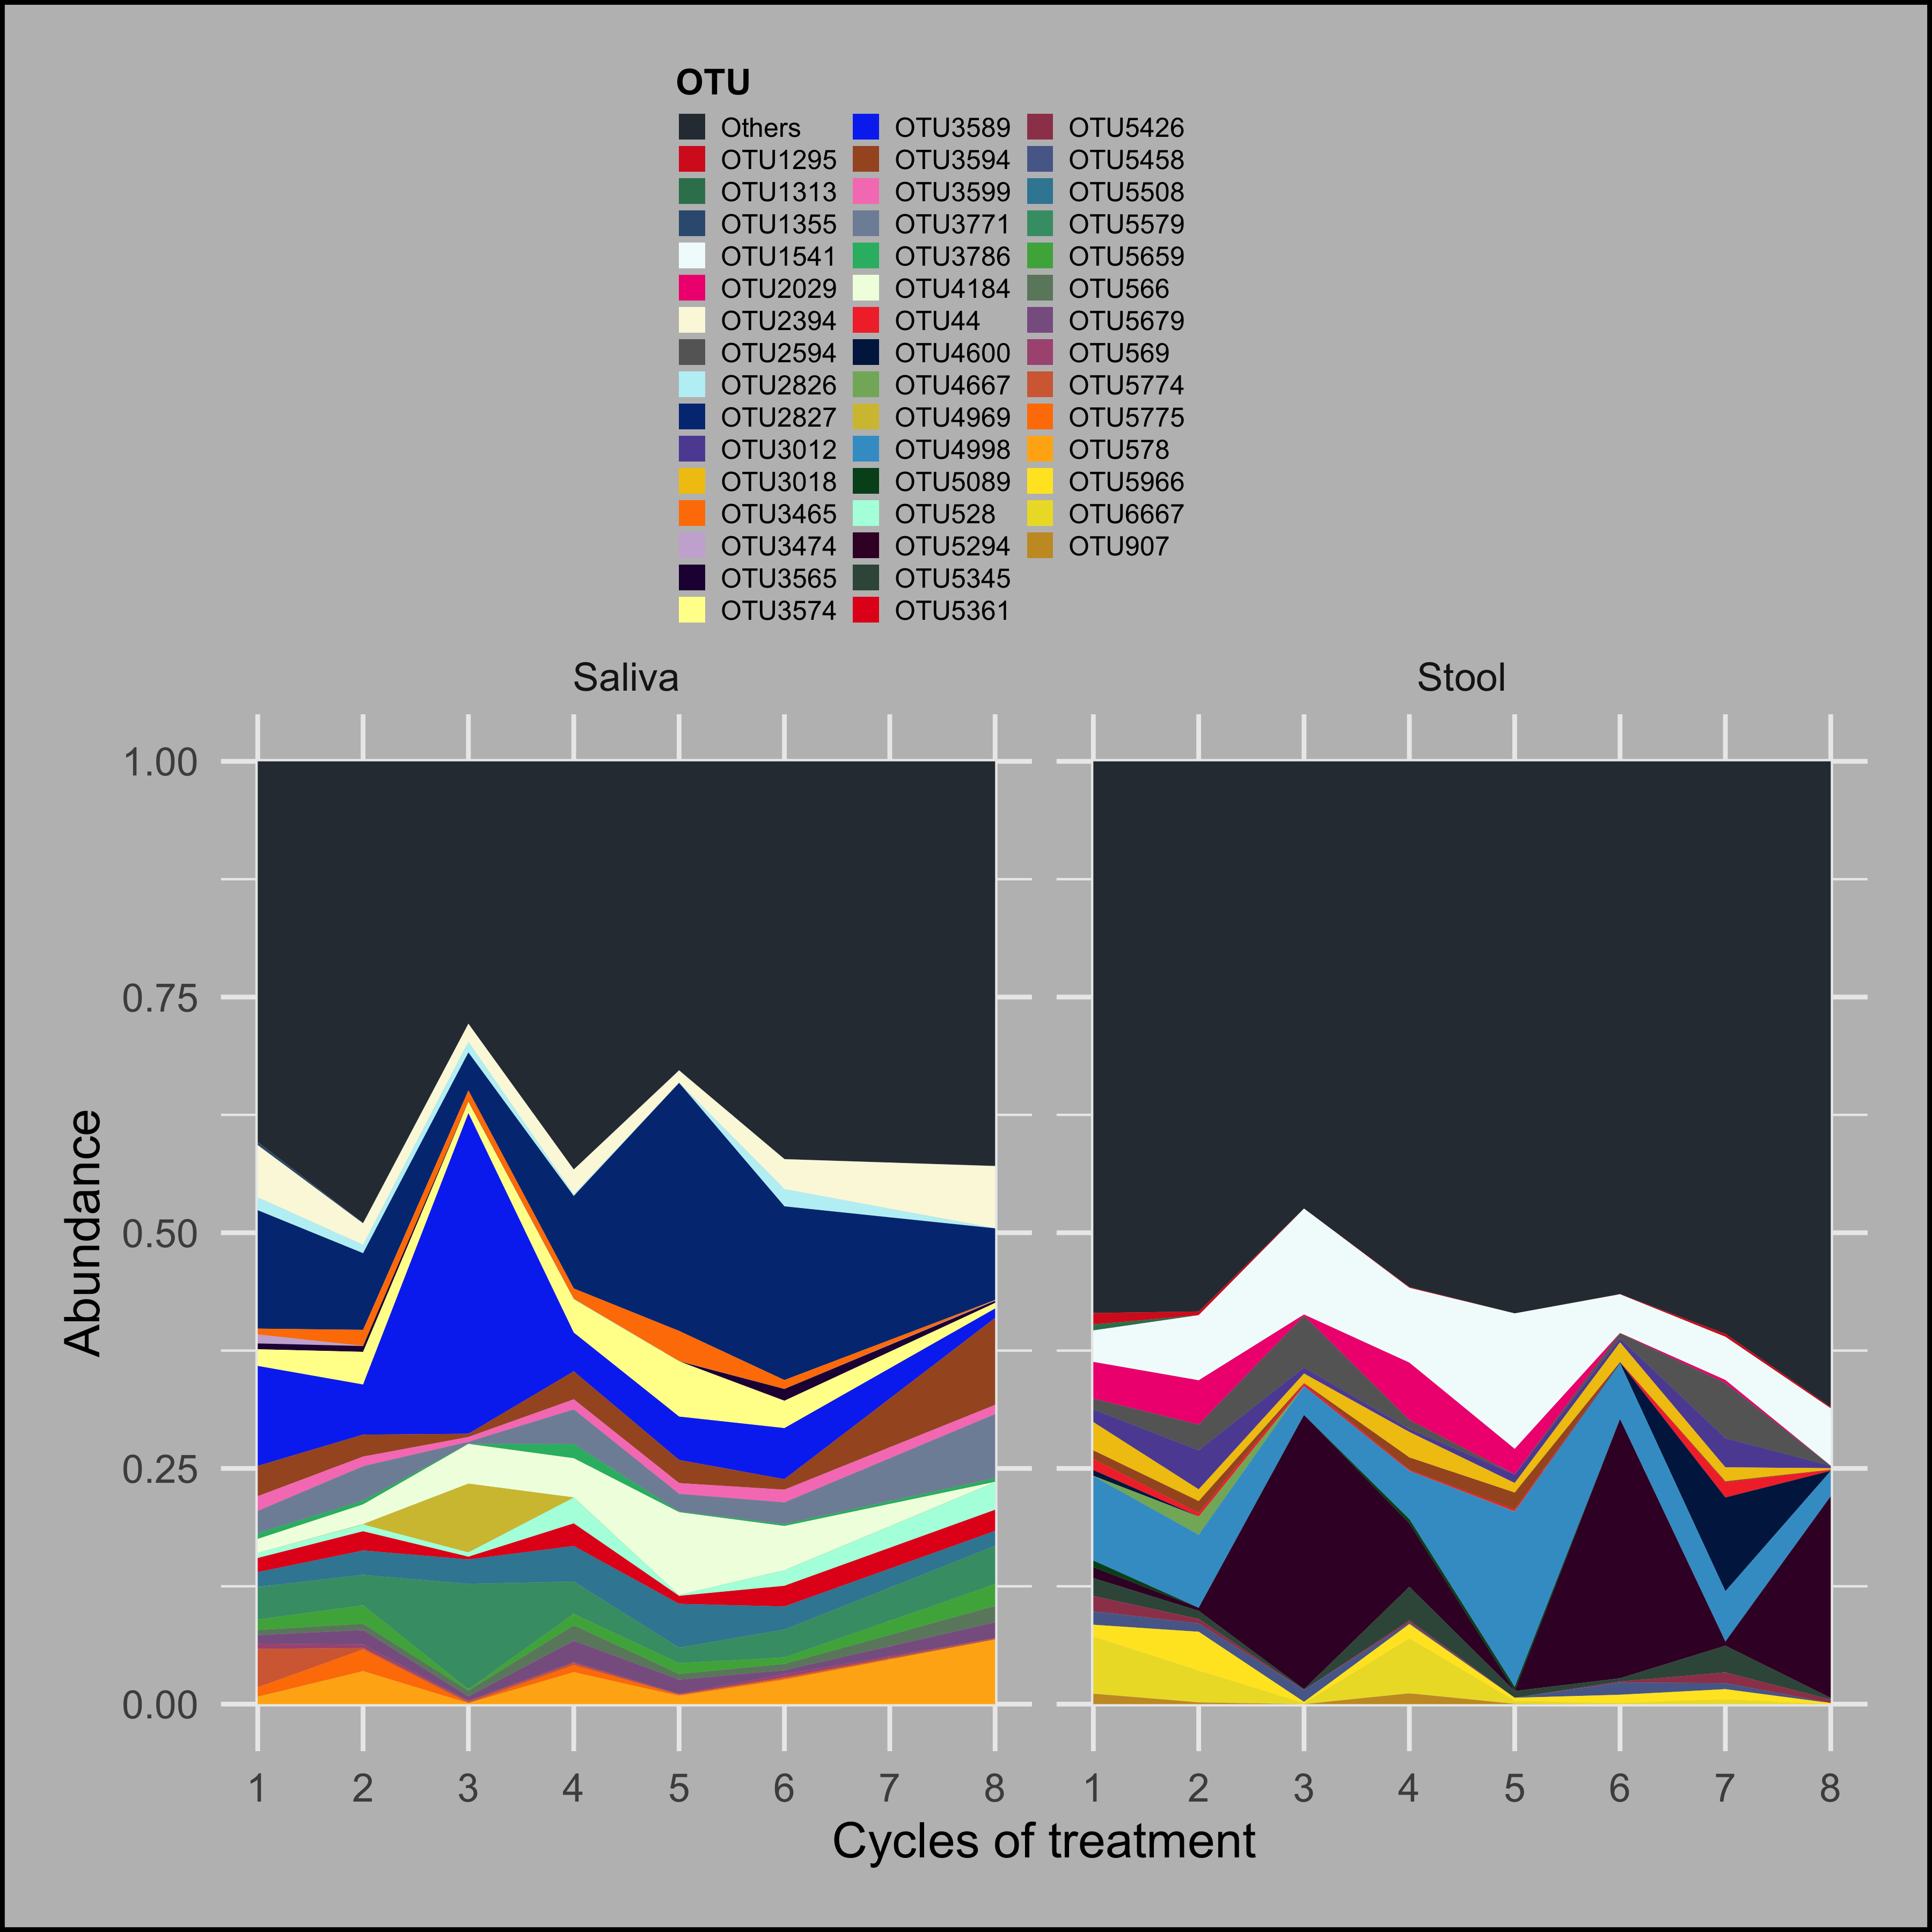 OTU
Others OTU3589 OTU5426
OTU1295 OTU3594 OTU5458
OTU1313 OTU3599 OTU5508
OTU1355 OTU3771 OTU5579
OTU1541 OTU3786 OTU5659
OTU2029 OTU4184 OTU566
OTU2394 OTU44 OTU5679
OTU2594 OTU4600 OTU569
OTU2826 OTU4667 OTU5774
OTU2827 OTU4969 OTU5775
OTU3012 OTU4998 OTU578
OTU3018 OTU5089 OTU5966
OTU3465 OTU528 OTU6667
OTU3474 OTU5294 OTU907
OTU3565 OTU5345
OTU3574 OTU5361
Saliva Stool
1.00
0.75
0.50
0.25
0.00
Abundance
1 2 3 4 5 6 7 8 1 2 3 4 5 6 7 8
Cycles of treatment